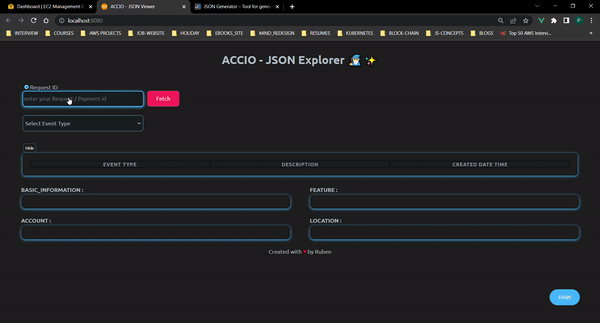 Dashboard | EC2 Management C
ACCIO - JSON Viewer
JSON Generator – Tool for gener
localhost:8080
INTERVIEW
COURSES
AWS PROJECTS
JOB-WEBSITE
HOLIDAY
EBOOKS_SITE
MIND_REDESIGN
RESUMES
KUBERNETES
BLOCK-CHAIN
JS-CONCEPTS
BLOGS
Top 50 AWS Intervi...
ACCIO - JSON Explorer
Request ID
enter your Request / Payment id
Fetch
Select Event Type
Hide
EVENT TYPE DESCRIPTION CREATED DATE TIME
BASIC_INFORMATION : FEATURE :
ACCOUNT : LOCATION :
Created with ♥ by Ruben
RAW